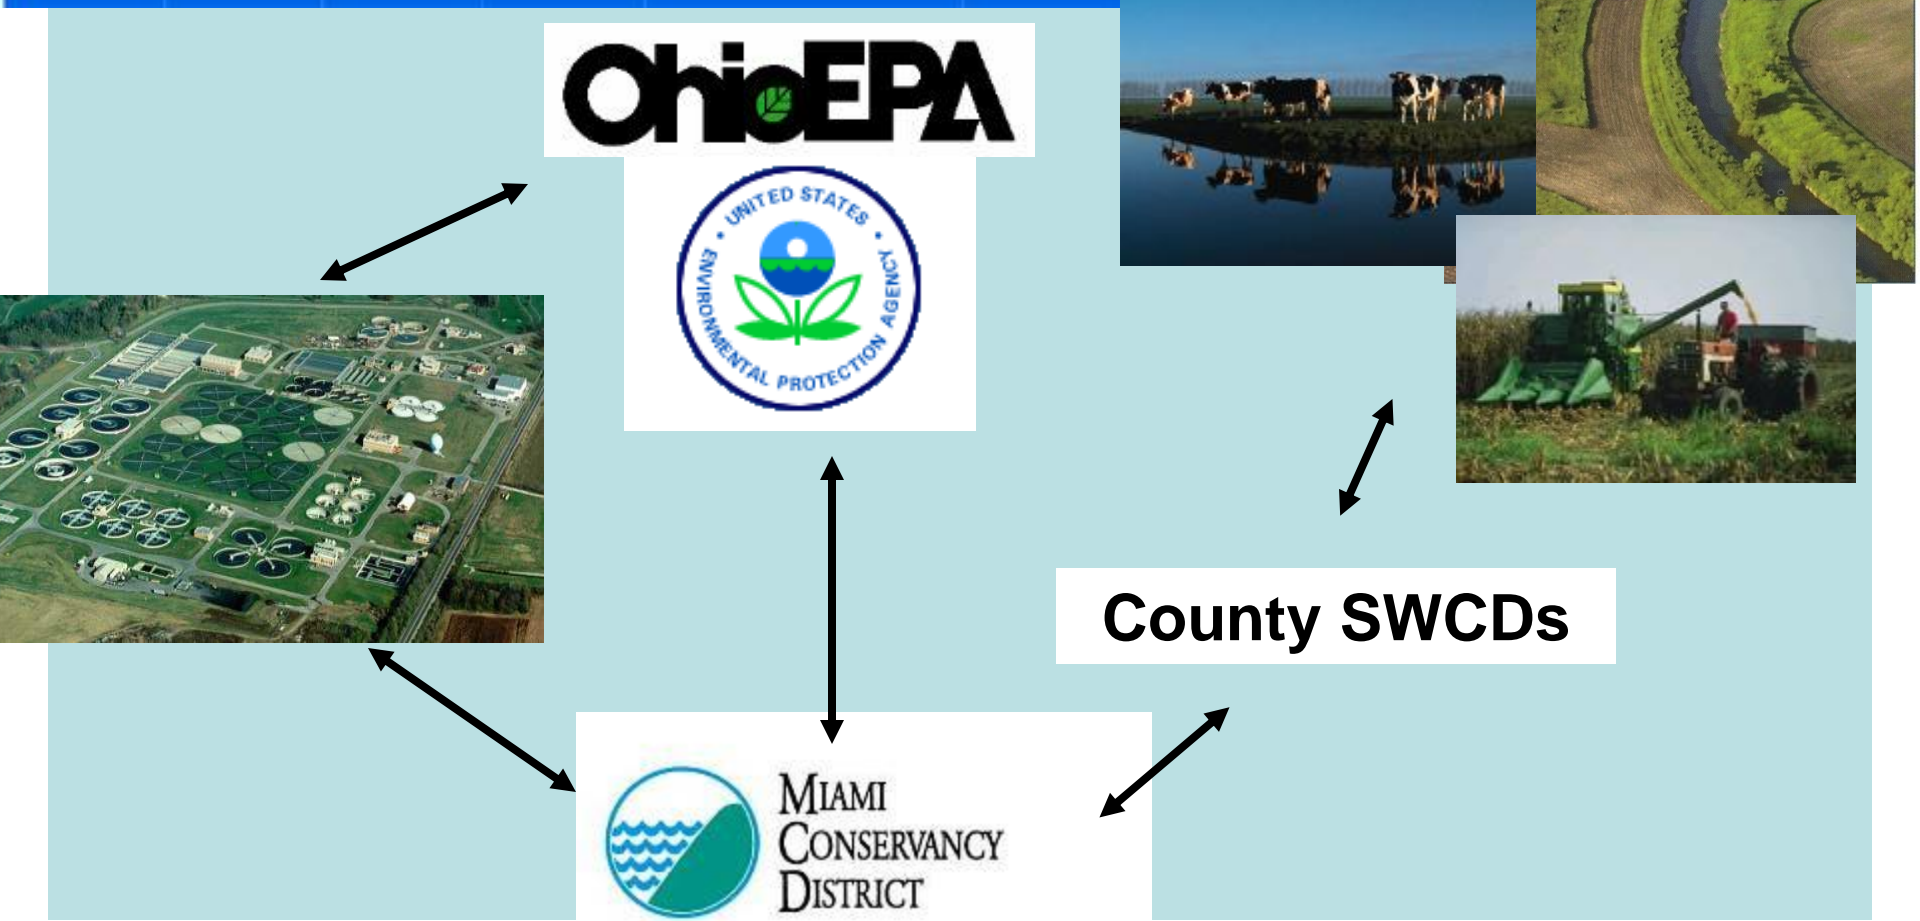 OhioEPA
UNITED STATES
ENVIRONMENTAL PROTECTION AGENCY
County SWCDs
MIAMI
CONSERVANCY
DISTRICT